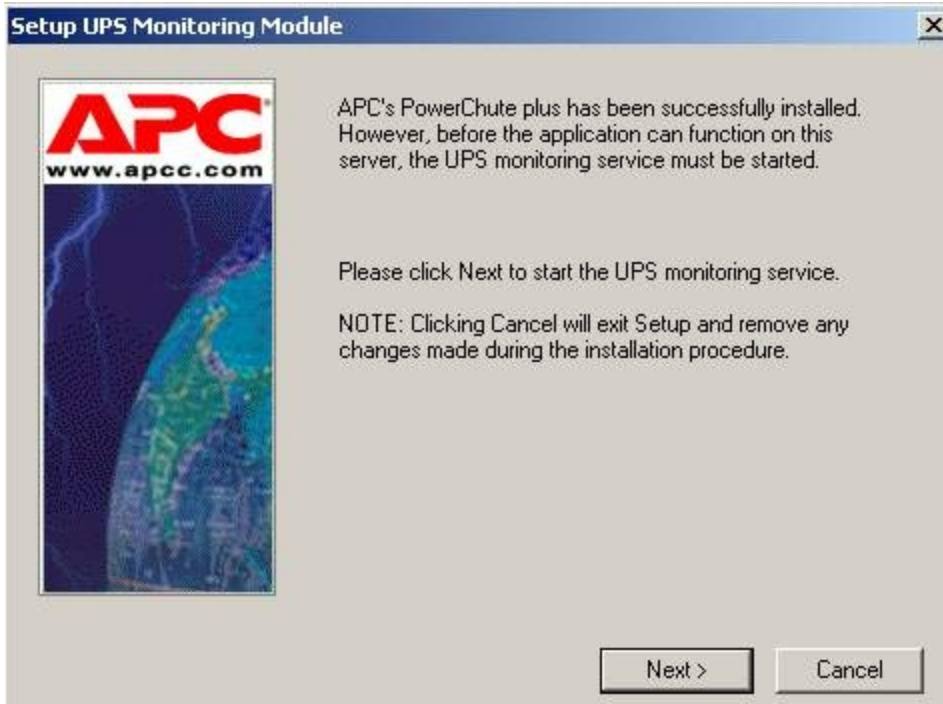 Setup UPS Monitoring Module
APC
www.apcc.com
APC's PowerChute plus has been successfully installed.
However, before the application can function on this
server, the UPS monitoring service must be started.
Please click Next to start the UPS monitoring service.
NOTE: Clicking Cancel will exit Setup and remove any
changes made during the installation procedure.
Next >
Cancel